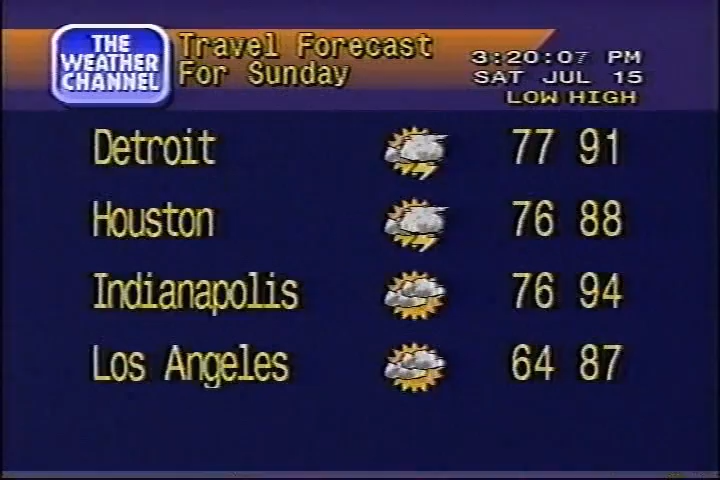 THE
WEATHER
CHANNEL
Travel Forecast
For Sunday
3:20:07 PM
SAT JUL 15
LOW HIGH
Detroit 77 91
Houston 76 88
Indianapolis 76 94
Los Angeles 64 87